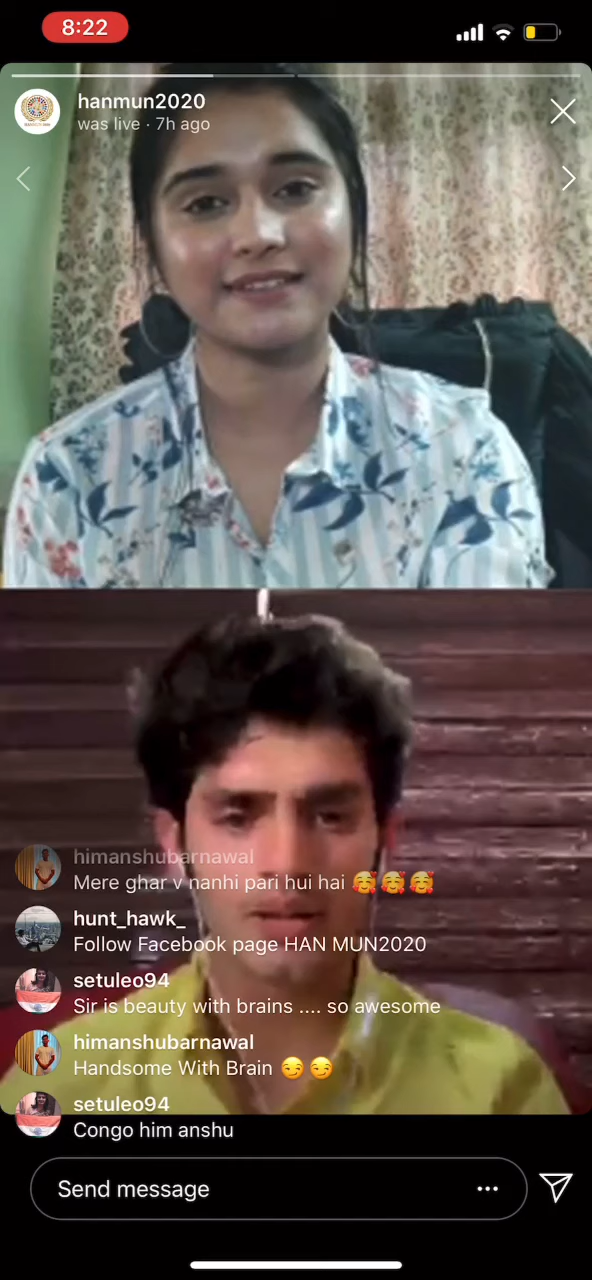 8:22
hanmun2020
was live · 7h ago
himanshubarnawal
Mere ghar v nanhi pari hui hai 🥰🥰🥰
hunt_hawk_
Follow Facebook page HAN MUN2020
setuleo94
Sir is beauty with brains .... so awesome
himanshubarnawal
Handsome With Brain 😏😏
setuleo94
Congo him anshu
Send message